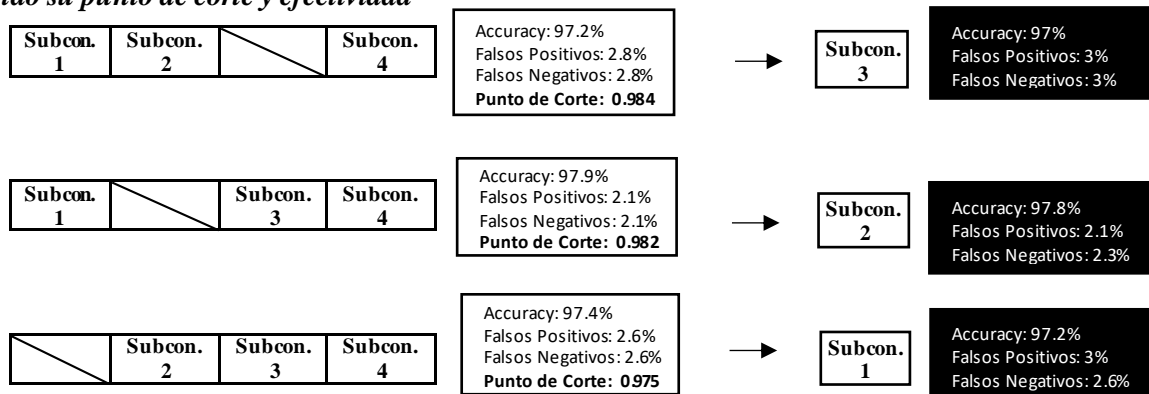 su punto de corte y efectividad
Subcon. 1
Subcon. 2
Subcon. 4
Accuracy: 97.2%
Falsos Positivos: 2.8%
Falsos Negativos: 2.8%
Punto de Corte: 0.984
Subcon. 3
Accuracy: 97%
Falsos Positivos: 3%
Falsos Negativos: 3%
Subcon. 1
Subcon. 3
Subcon. 4
Accuracy: 97.9%
Falsos Positivos: 2.1%
Falsos Negativos: 2.1%
Punto de Corte: 0.982
Subcon. 2
Accuracy: 97.8%
Falsos Positivos: 2.1%
Falsos Negativos: 2.3%
Subcon. 2
Subcon. 3
Subcon. 4
Accuracy: 97.4%
Falsos Positivos: 2.6%
Falsos Negativos: 2.6%
Punto de Corte: 0.975
Subcon. 1
Accuracy: 97.2%
Falsos Positivos: 3%
Falsos Negativos: 2.6%